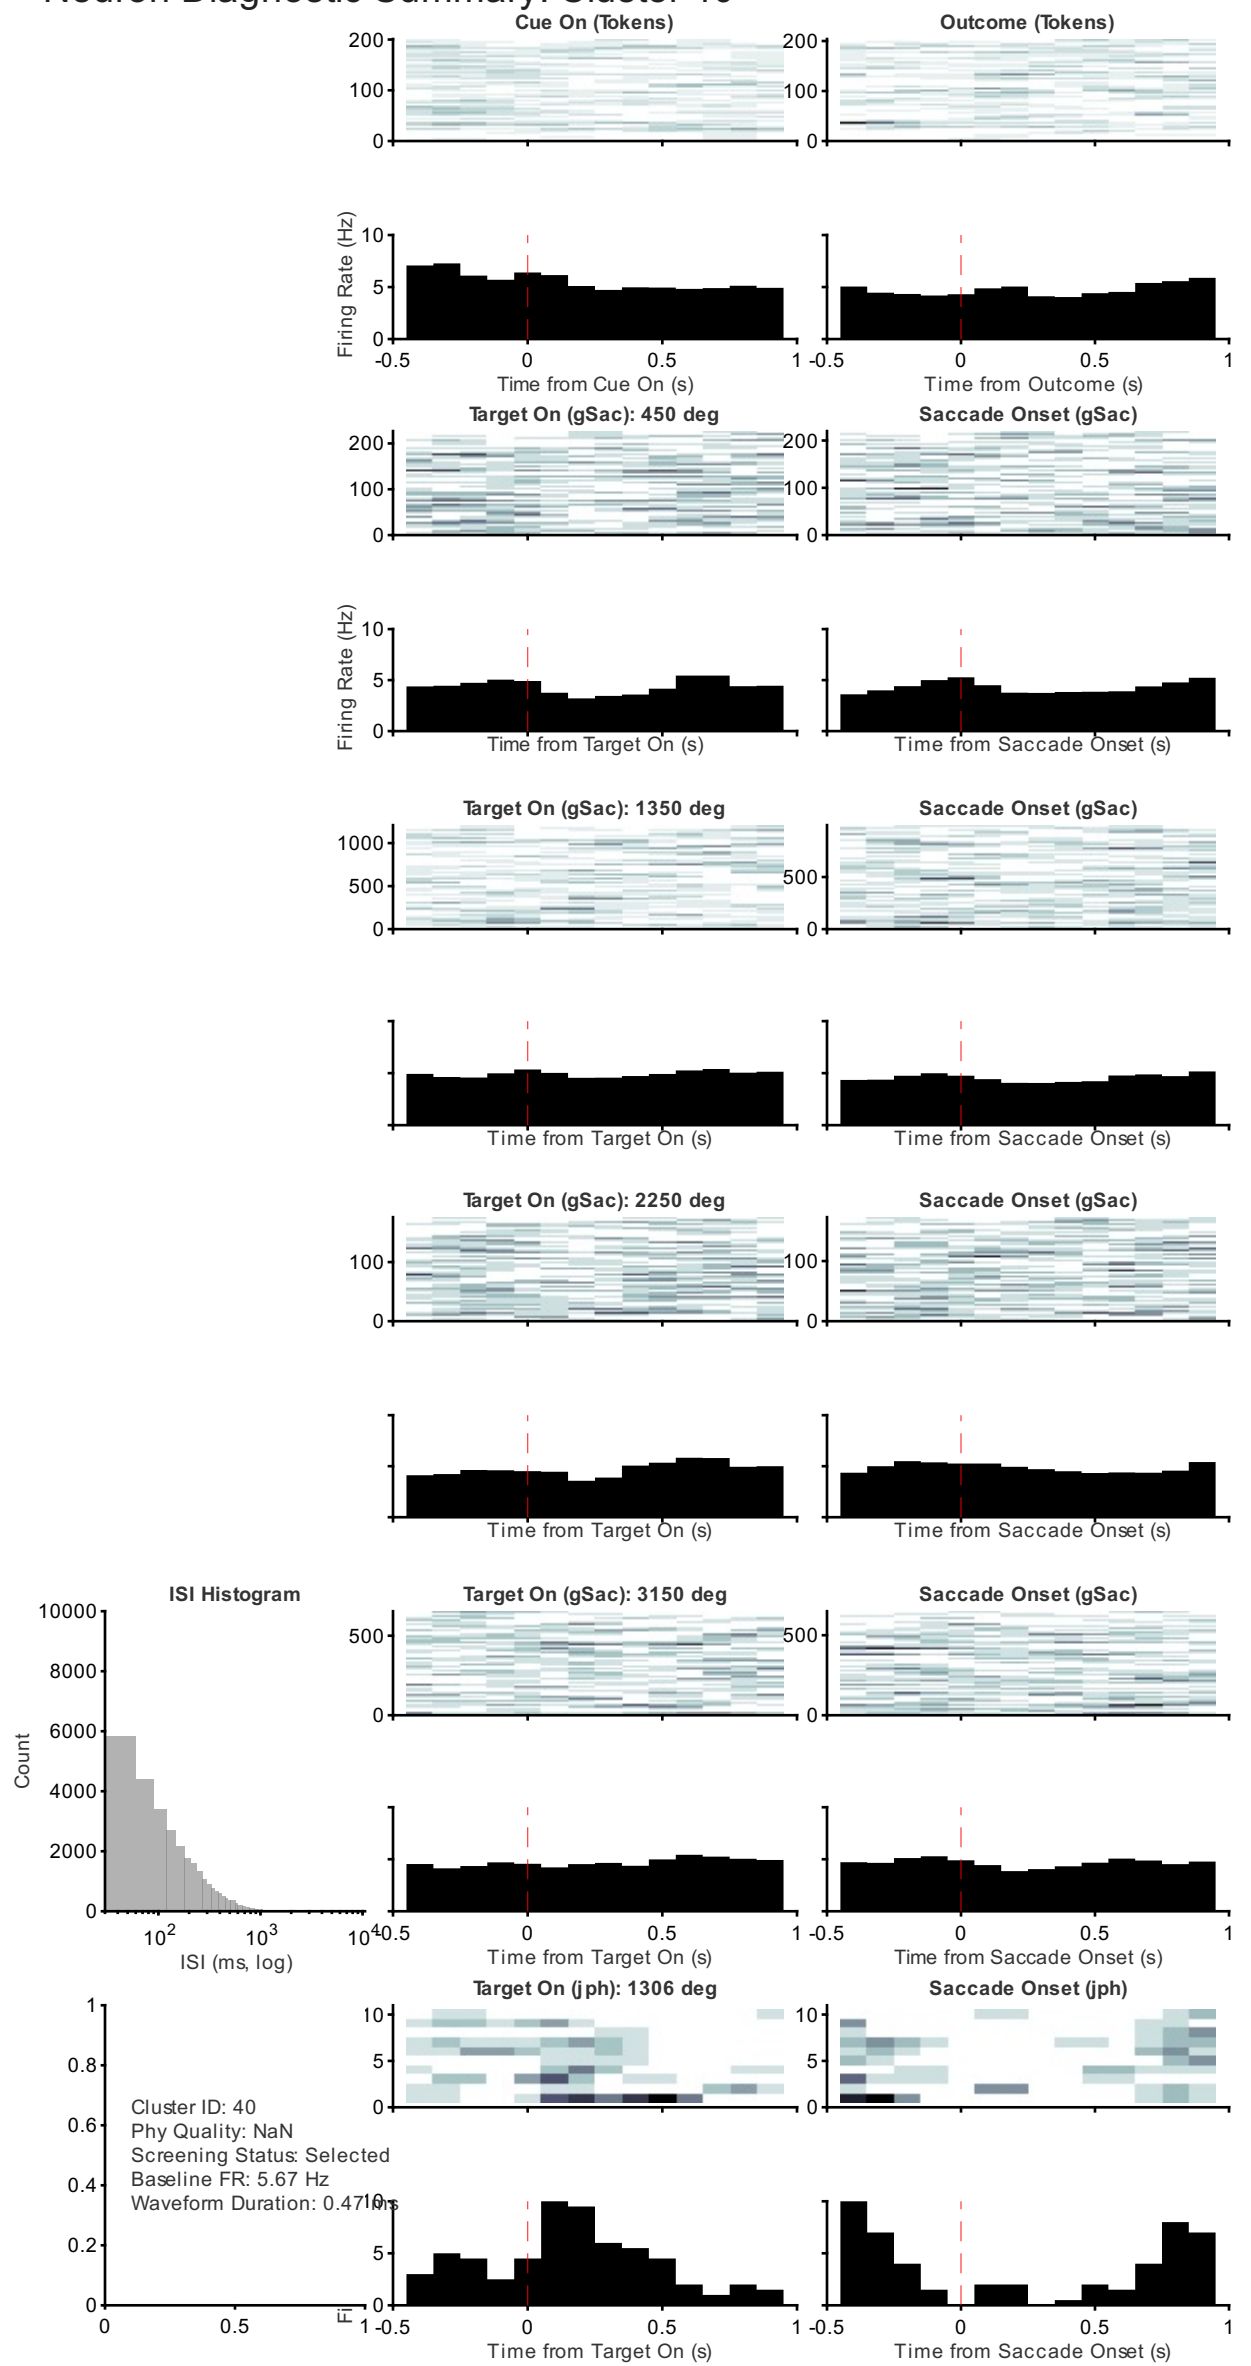 Neuron Diagnostic Summary: Cluster 40
Cue On (Tokens)
Outcome (Tokens)
200
100
0
200
100
0
Firing Rate (Hz)
10
5
0
-0.5 0 0.5 1
-0.5 0 0.5 1
Time from Cue On (s)
Time from Outcome (s)
Target On (gSac): 450 deg
Saccade Onset (gSac)
200
100
0
200
100
0
Firing Rate (Hz)
10
5
0
Time from Target On (s)
Time from Saccade Onset (s)
Target On (gSac): 1350 deg
Saccade Onset (gSac)
1000
500
0
500
0
Time from Target On (s)
Time from Saccade Onset (s)
Target On (gSac): 2250 deg
Saccade Onset (gSac)
100
0
100
0
Time from Target On (s)
Time from Saccade Onset (s)
ISI Histogram
Target On (gSac): 3150 deg
Saccade Onset (gSac)
Count
10000
8000
6000
4000
2000
0
10² 10³ 10⁴
ISI (ms, log)
500
0
500
0
-0.5 0 0.5 1
-0.5 0 0.5 1
Time from Target On (s)
Time from Saccade Onset (s)
Target On (jph): 1306 deg
Saccade Onset (jph)
1
0.8
0.6
0.4
0.2
0
0 0.5 1
Cluster ID: 40
Phy Quality: NaN
Screening Status: Selected
Baseline FR: 5.67 Hz
Waveform Duration: 0.47 ms
10
5
0
10
5
0
Fi
10
5
0
-0.5 0 0.5 1
-0.5 0 0.5 1
Time from Target On (s)
Time from Saccade Onset (s)